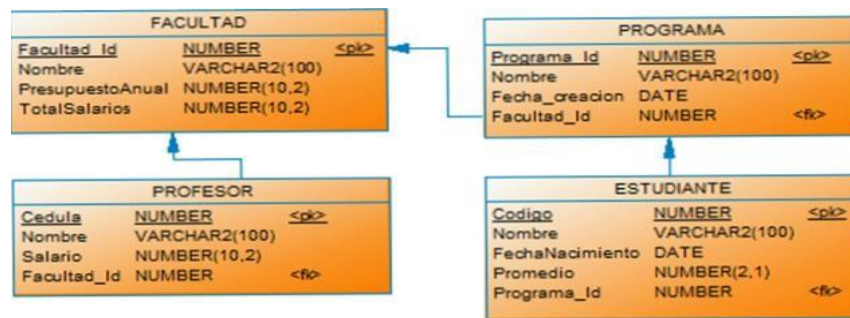 FACULTAD
Facultad_Id NUMBER <pk>
Nombre VARCHAR2(100)
PresupuestoAnual NUMBER(10,2)
TotalSalarios NUMBER(10,2)
PROGRAMA
Programa_Id NUMBER <pk>
Nombre VARCHAR2(100)
Fecha_creacion DATE
Facultad_Id NUMBER <fk>
PROFESOR
Cedula NUMBER <pk>
Nombre VARCHAR2(100)
Salario NUMBER(10,2)
Facultad_Id NUMBER <fk>
ESTUDIANTE
Codigo NUMBER <pk>
Nombre VARCHAR2(100)
FechaNacimiento DATE
Promedio NUMBER(2,1)
Programa_Id NUMBER <fk>